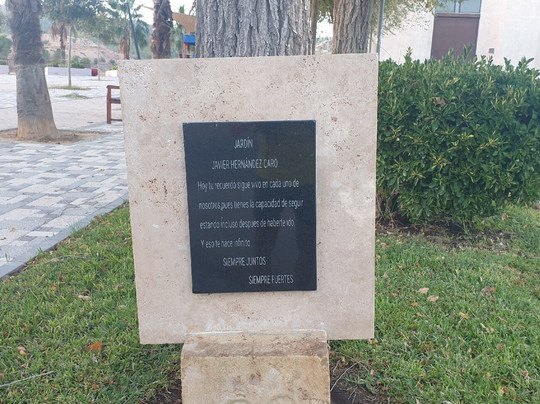 JARDIN
JAVIER HERNÁNDEZ CARO
Hoy tu recuerdo sigue vivo en cada uno de
nosotros,pues tienes la capacidad de seguir
estando incluso después de haberte ido.
Y eso te hace infinito.
SIEMPRE JUNTOS
SIEMPRE FUERTES